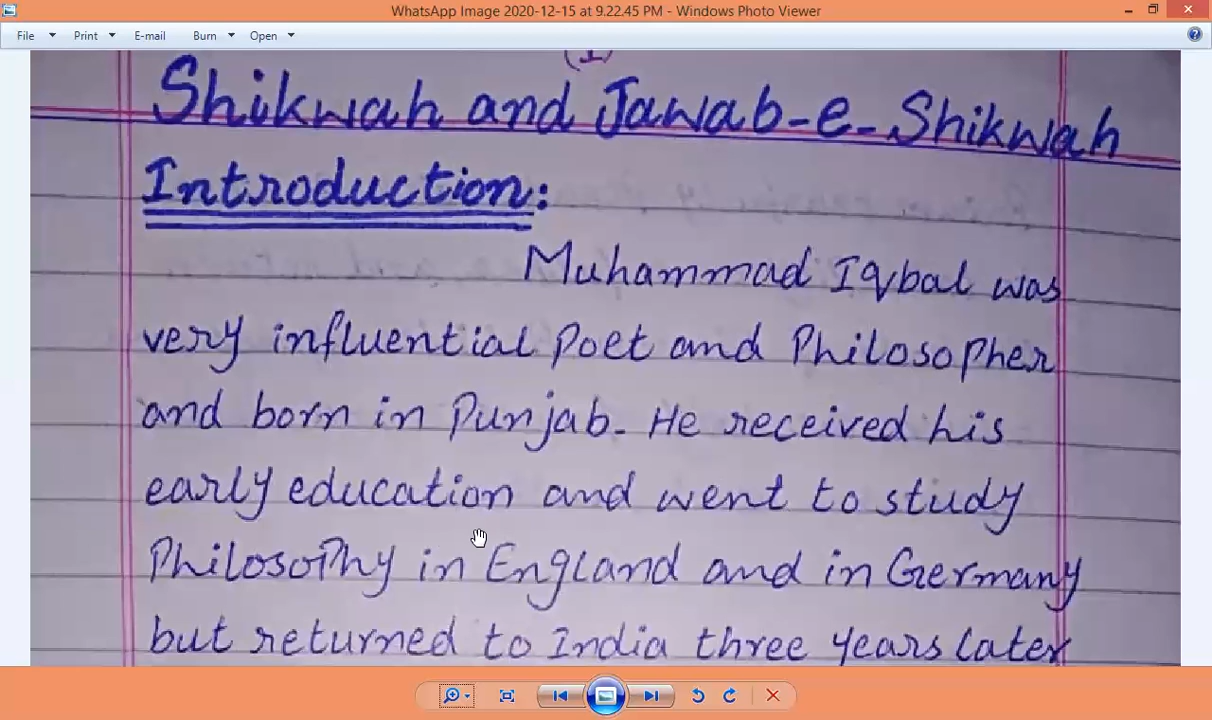 WhatsApp Image 2020-12-15 at 9.22.45 PM - Windows Photo Viewer
File Print E-mail Burn Open
(I)
Shikwah and Jawab-e-Shikwah
Introduction:
Muhammad Iqbal was
very influential Poet and Philosopher
and born in Punjab. He received his
early education and went to study
Philosophy in England and in Germany
but returned to India three years later